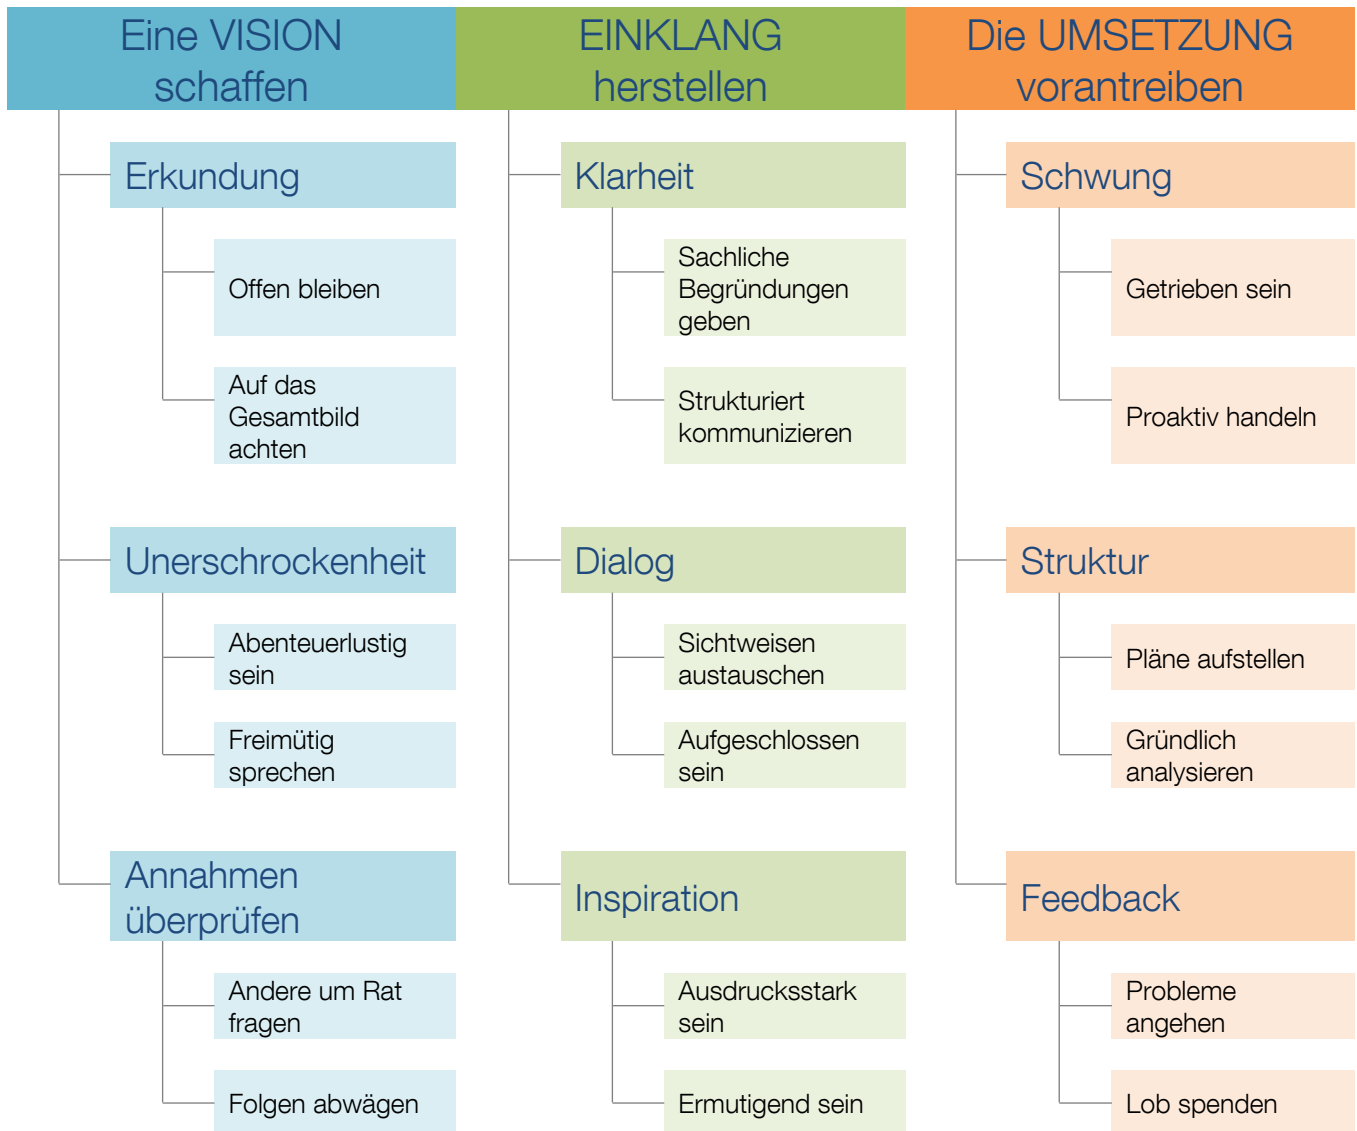 Eine VISION
schaffen
Erkundung
Offen bleiben
Auf das
Gesamtbild
achten
Unerschrockenheit
Abenteuerlustig
sein
Freimütig
sprechen
Annahmen
überprüfen
Andere um Rat
fragen
Folgen abwägen
EINKLANG
herstellen
Klarheit
Sachliche
Begründungen
geben
Strukturiert
kommunizieren
Dialog
Sichtweisen
austauschen
Aufgeschlossen
sein
Inspiration
Ausdrucksstark
sein
Ermutigend sein
Die UMSETZUNG
vorantreiben
Schwung
Getrieben sein
Proaktiv handeln
Struktur
Pläne aufstellen
Gründlich
analysieren
Feedback
Probleme
angehen
Lob spenden